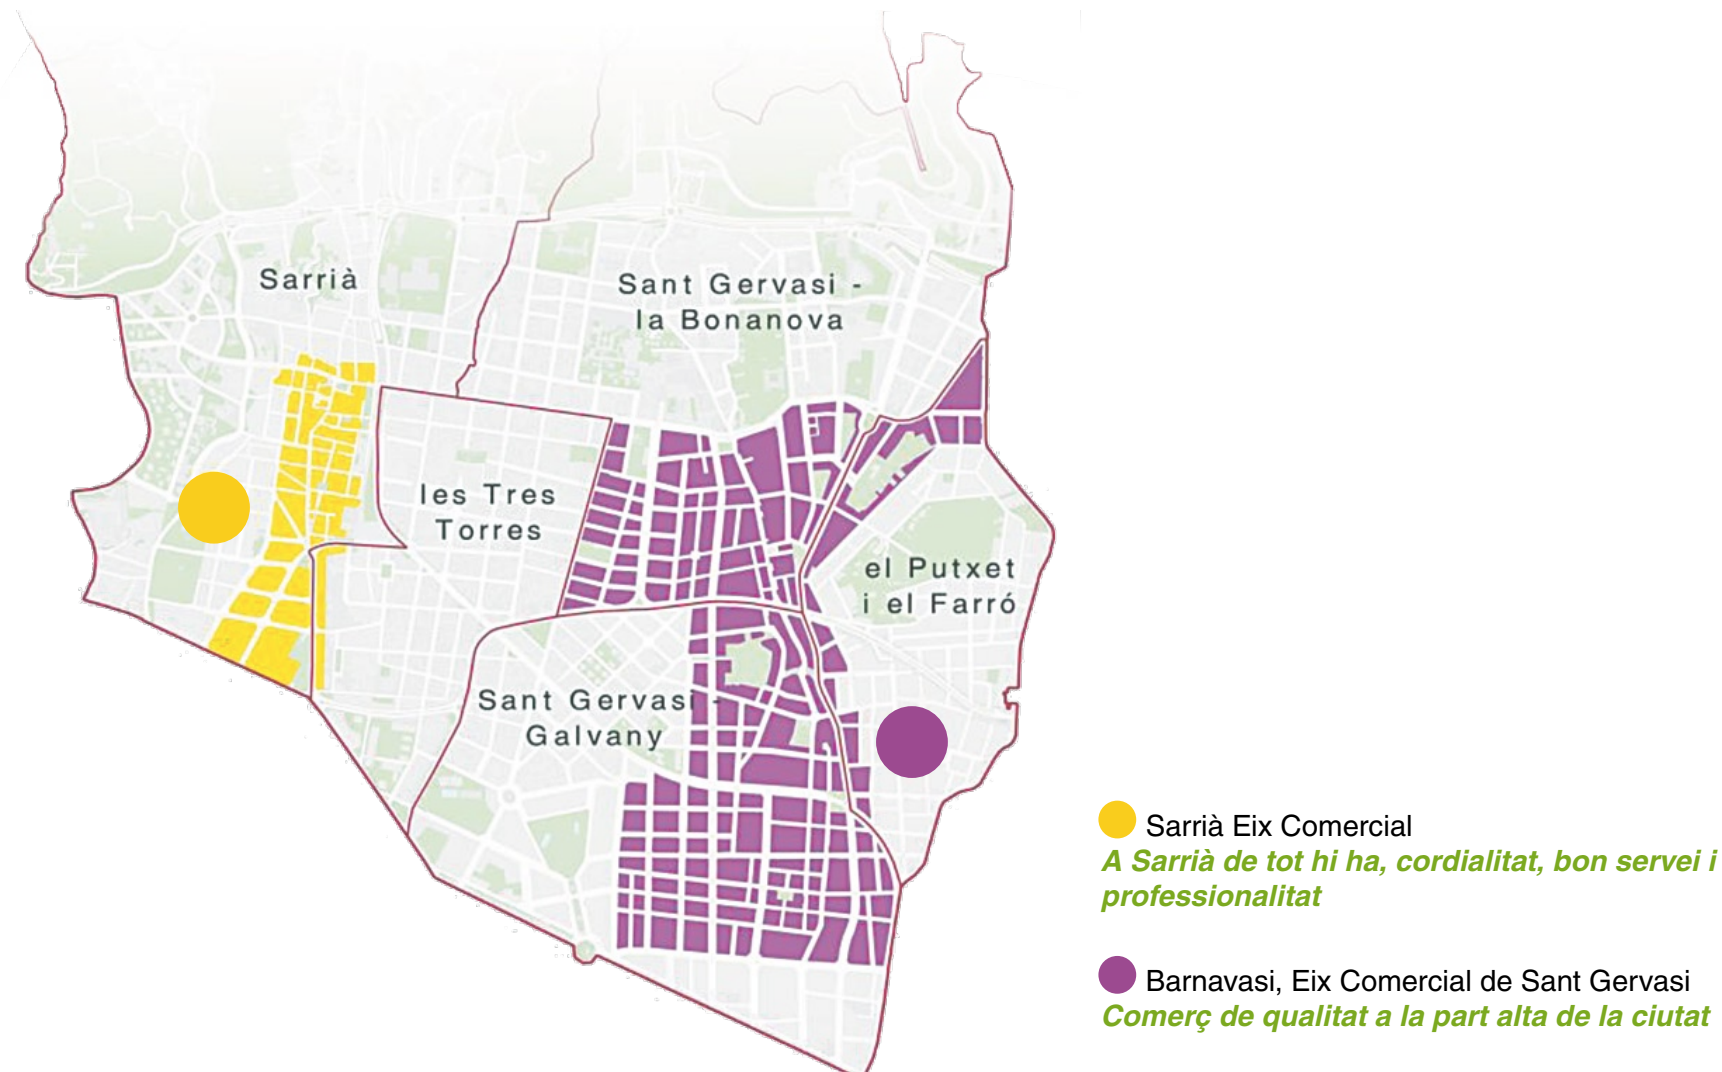 Sarrià
Sant Gervasi -
la Bonanova
les Tres
Torres
el Putxet
i el Farró
Sant Gervasi -
Galvany
Sarrià Eix Comercial
A Sarrià de tot hi ha, cordialitat, bon servei i
professionalitat
Barnavasi, Eix Comercial de Sant Gervasi
Comerç de qualitat a la part alta de la ciutat